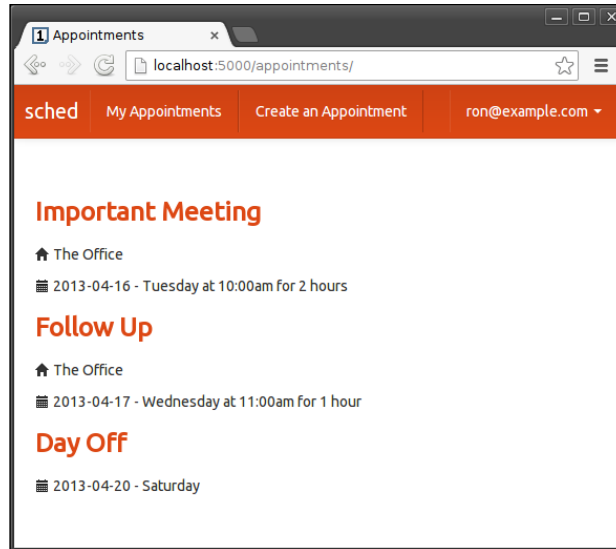 1 Appointments ×
localhost:5000/appointments/
sched My Appointments Create an Appointment ron@example.com
Important Meeting
The Office
2013-04-16 - Tuesday at 10:00am for 2 hours
Follow Up
The Office
2013-04-17 - Wednesday at 11:00am for 1 hour
Day Off
2013-04-20 - Saturday